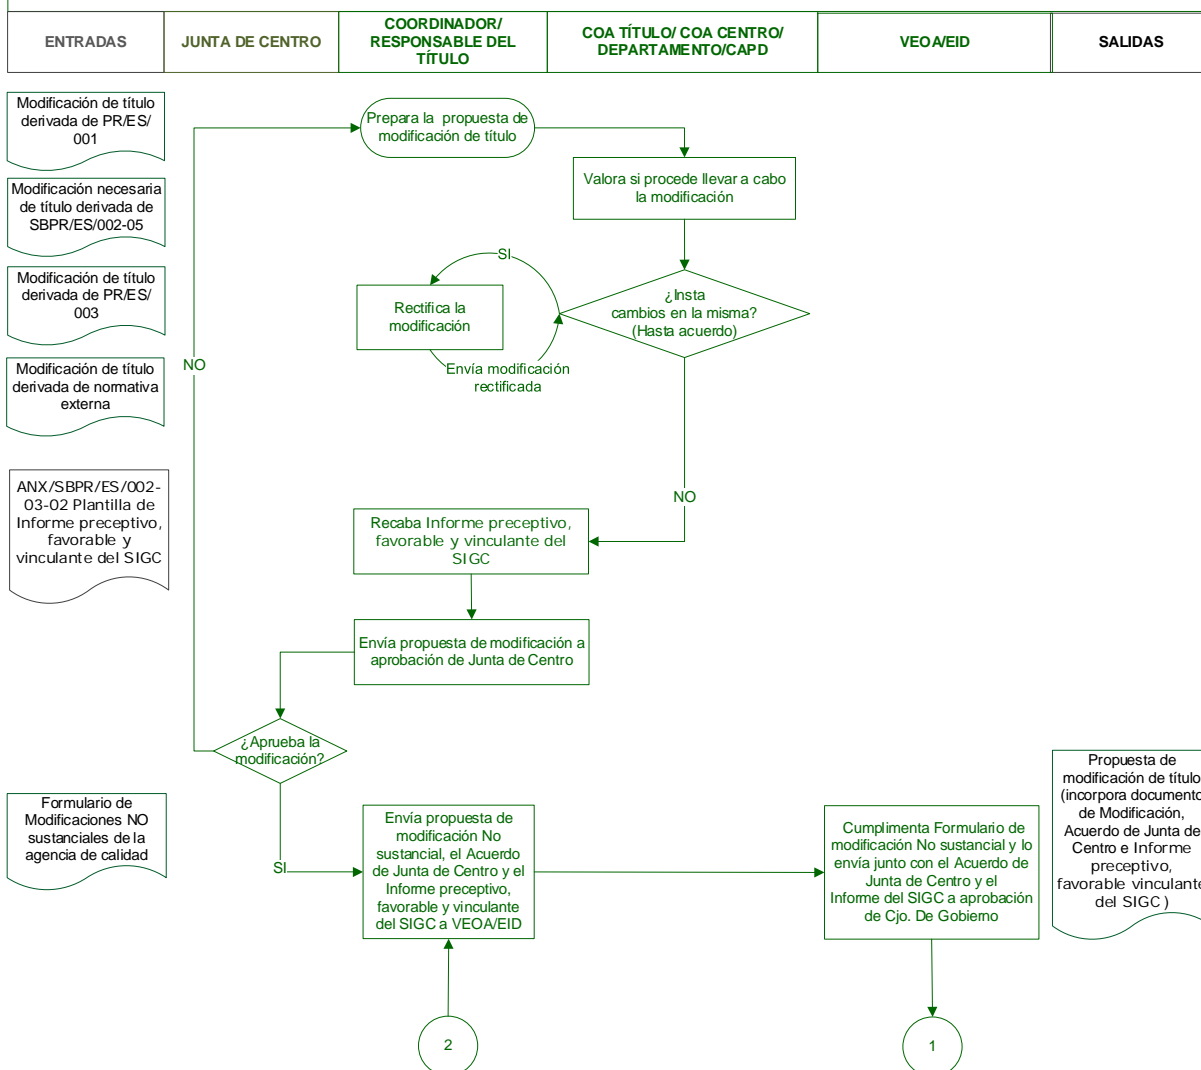 ENTRADAS
JUNTA DE CENTRO
COORDINADOR/
RESPONSABLE DEL
TÍTULO
COA TÍTULO/ COA CENTRO/
DEPARTAMENTO/CAPD
VEOA/EID
SALIDAS
Modificación de título
derivada de PR/ES/
001
Prepara la propuesta de
modificación de título
Valora si procede llevar a cabo
la modificación
Modificación necesaria
de título derivada de
SBPR/ES/002-05
SI
Modificación de título
derivada de PR/ES/
003
Rectifica la
modificación
¿Insta
cambios en la misma?
(Hasta acuerdo)
NO
Envía modificación
rectificada
Modificación de título
derivada de normativa
externa
ANX/SBPR/ES/002-
03-02 Plantilla de
Informe preceptivo,
favorable y
vinculante del SIGC
NO
Recaba Informe preceptivo,
favorable y vinculante del
SIGC
Envía propuesta de modificación a
aprobación de Junta de Centro
¿Aprueba la
modificación?
Formulario de
Modificaciones NO
sustanciales de la
agencia de calidad
SI
Envía propuesta de
modificación No
sustancial, el Acuerdo
de Junta de Centro y el
Informe preceptivo,
favorable y vinculante
del SIGC a VEOA/EID
Cumplimenta Formulario de
modificación No sustancial y lo
envía junto con el Acuerdo de
Junta de Centro y el
Informe del SIGC a aprobación
de Cjo. De Gobierno
Propuesta de
modificación de título
(incorpora documento
de Modificación,
Acuerdo de Junta de
Centro e Informe
preceptivo,
favorable vinculante
del SIGC )
2
1